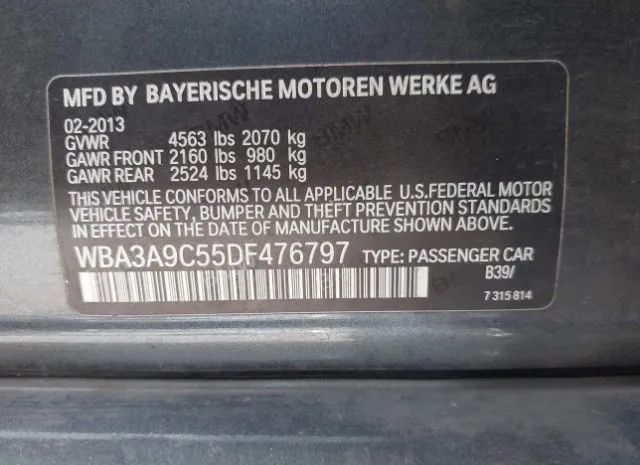 MFD BY BAYERISCHE MOTOREN WERKE AG
02-2013
GVWR 4563 lbs 2070 kg
GAWR FRONT 2160 lbs 980 kg
GAWR REAR 2524 lbs 1145 kg
THIS VEHICLE CONFORMS TO ALL APPLICABLE U.S.FEDERAL MOTOR
VEHICLE SAFETY, BUMPER AND THEFT PREVENTION STANDARDS
IN EFFECT ON THE DATE OF MANUFACTURE SHOWN ABOVE.
WBA3A9C55DF476797 TYPE: PASSENGER CAR
B39/
7 315 814